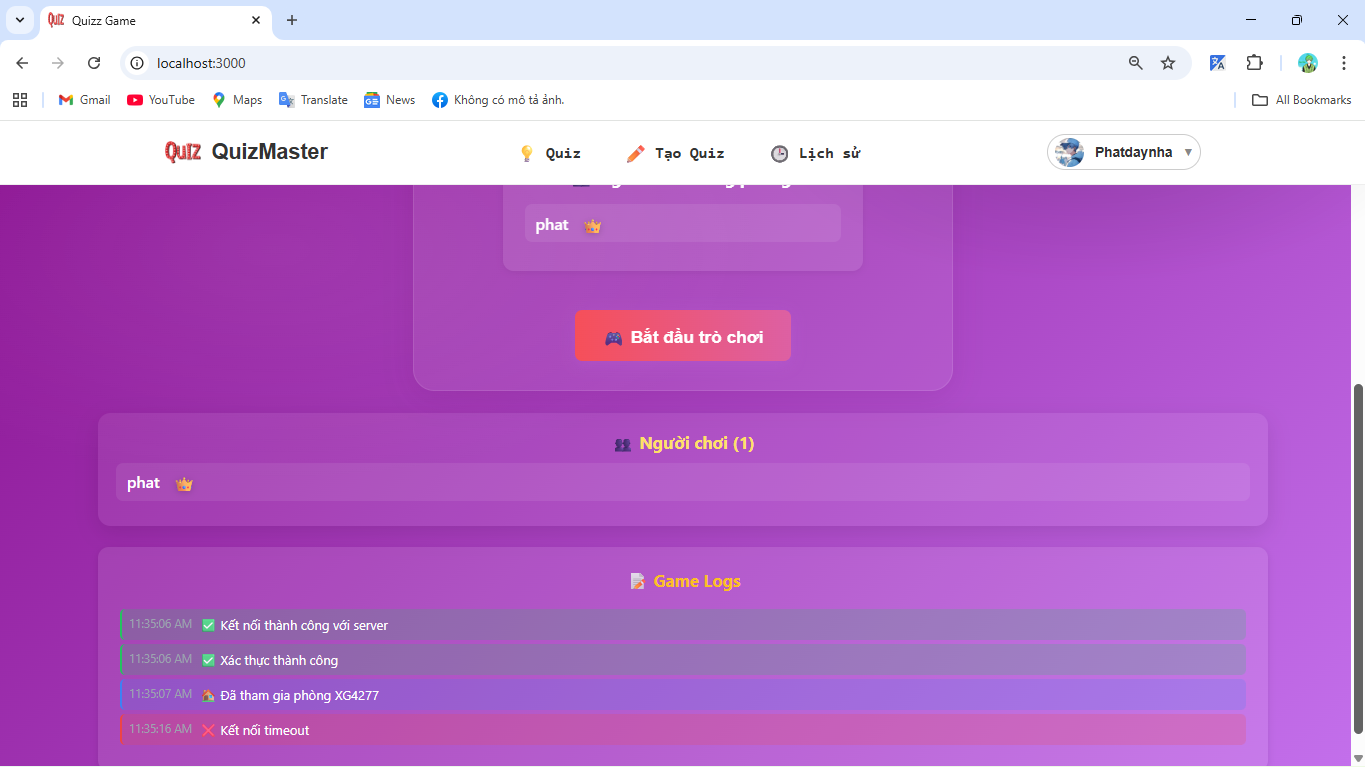 QUIZ Quizz Game
localhost:3000
Gmail YouTube Maps Translate News Không có mô tả ảnh. All Bookmarks
QUIZ QuizMaster Quiz Tạo Quiz Lịch sử Phatdaynha
phat
Bắt đầu trò chơi
Người chơi (1)
phat
Game Logs
11:35:06 AM Kết nối thành công với server
11:35:06 AM Xác thực thành công
11:35:07 AM Đã tham gia phòng XG4277
11:35:16 AM Kết nối timeout